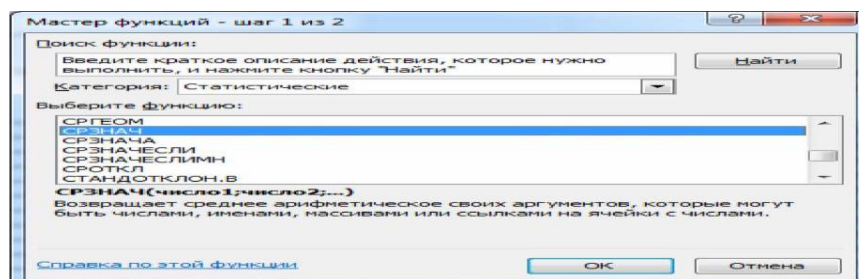 Мастер функций - шаг 1 из 2
Поиск функции:
Введите краткое описание действия, которое нужно
выполнить, и нажмите кнопку "Найти"
Найти
Категория: Статистические
Выберите функцию:
СРГЕОМ
СРЗНАЧ
СРЗНАЧА
СРЗНАЧЕСЛИ
СРЗНАЧЕСЛИМН
СРОТКЛ
СТАНДОТКЛОН.В
СРЗНАЧ(число1;число2;...)
Возвращает среднее арифметическое своих аргументов, которые могут
быть числами, именами, массивами или ссылками на ячейки с числами.
Справка по этой функции
ОК
Отмена